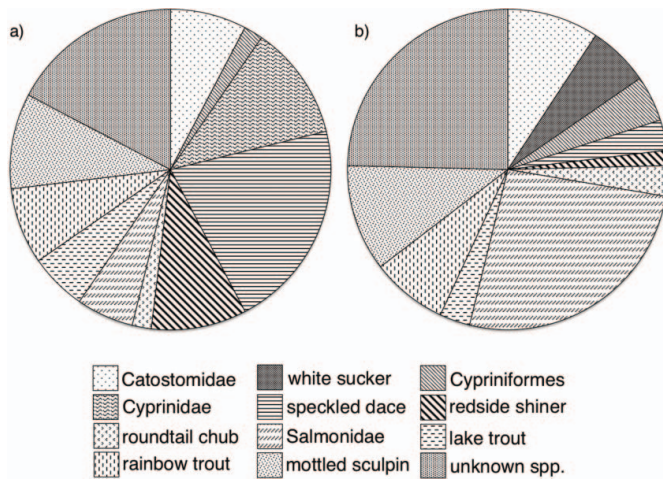 a)
b)
Catostomidae
white sucker
Cypriniformes
Cyprinidae
speckled dace
redside shiner
roundtail chub
Salmonidae
lake trout
rainbow trout
mottled sculpin
unknown spp.